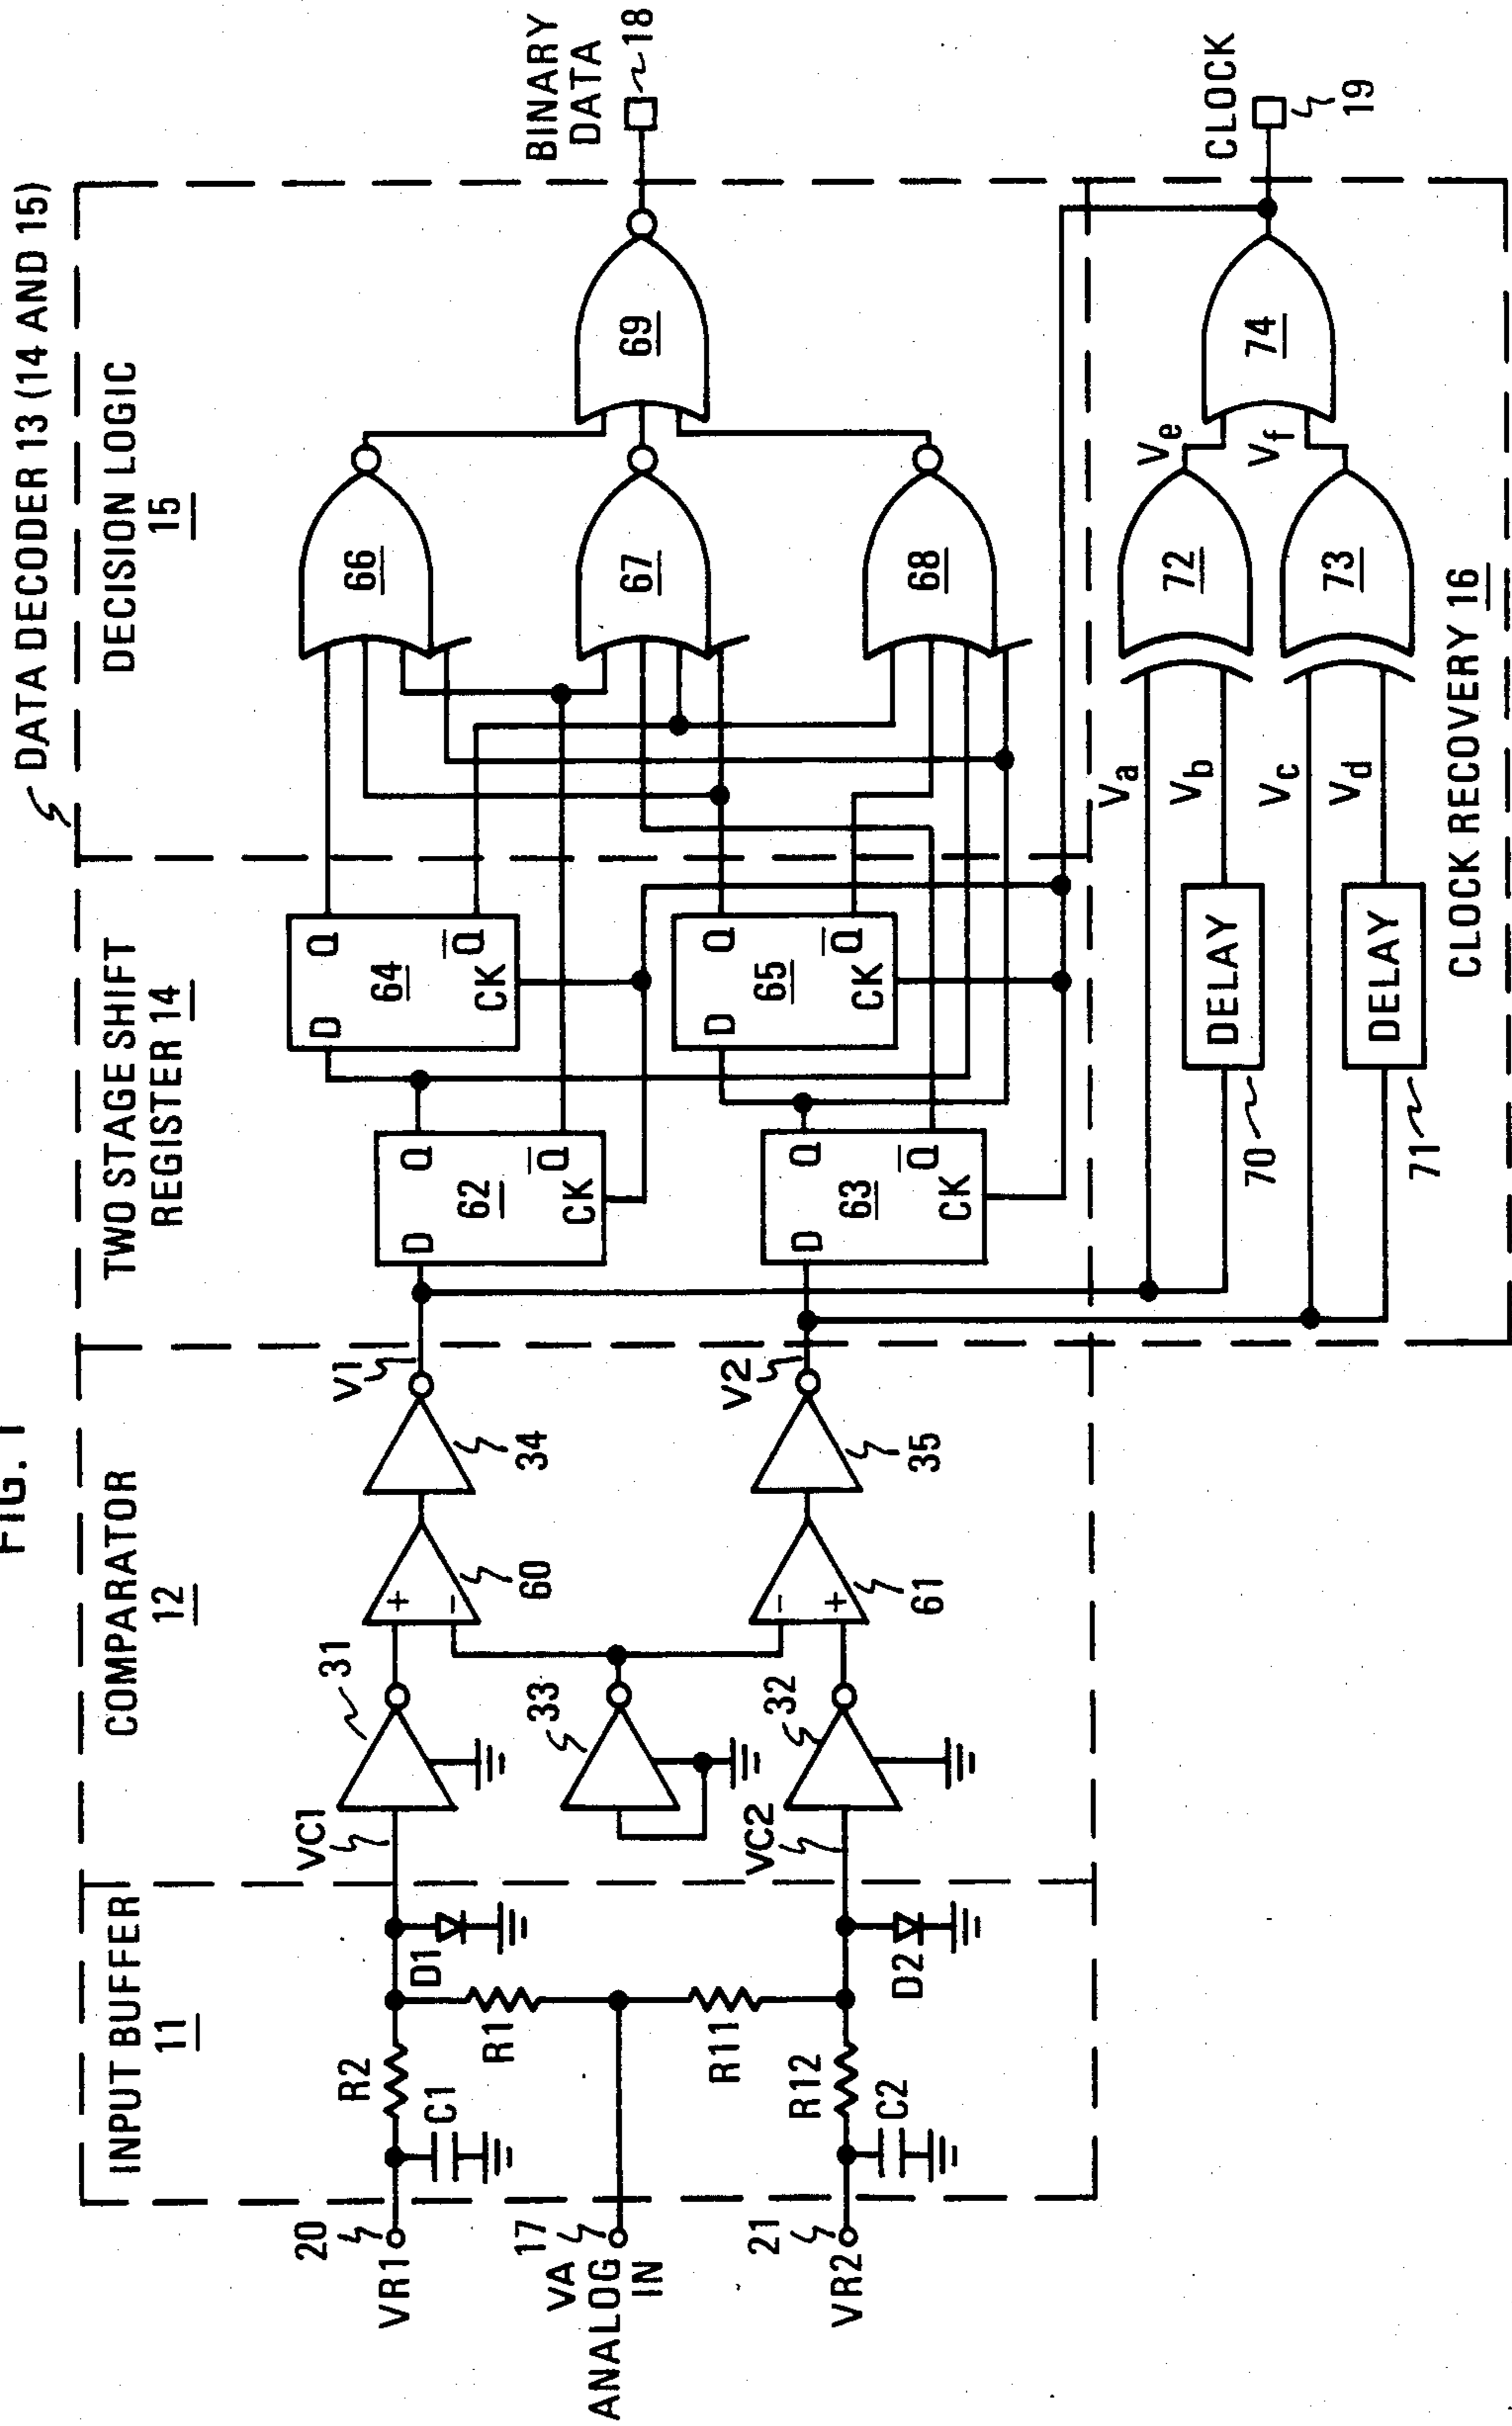 FIG. 1
DATA DECODER 13 (14 AND 15)
INPUT BUFFER
11
COMPARATOR
12
TWO STAGE SHIFT
REGISTER 14
DECISION LOGIC
15
20
VR1
17
VA
ANALOG
IN
21
VR2
R2
C1
R1
D1
R11
R12
C2
D2
VC1
31
33
VC2
32
+
-
60
-
+
61
34
35
V1
V2
D
Q
62
Q
CK
D
Q
63
Q
CK
D
Q
64
Q
CK
D
Q
65
Q
CK
66
67
68
69
BINARY
DATA
18
Va
Vb
Vc
Vd
70
DELAY
71
DELAY
72
73
Ve
Vf
74
CLOCK
19
CLOCK RECOVERY 16